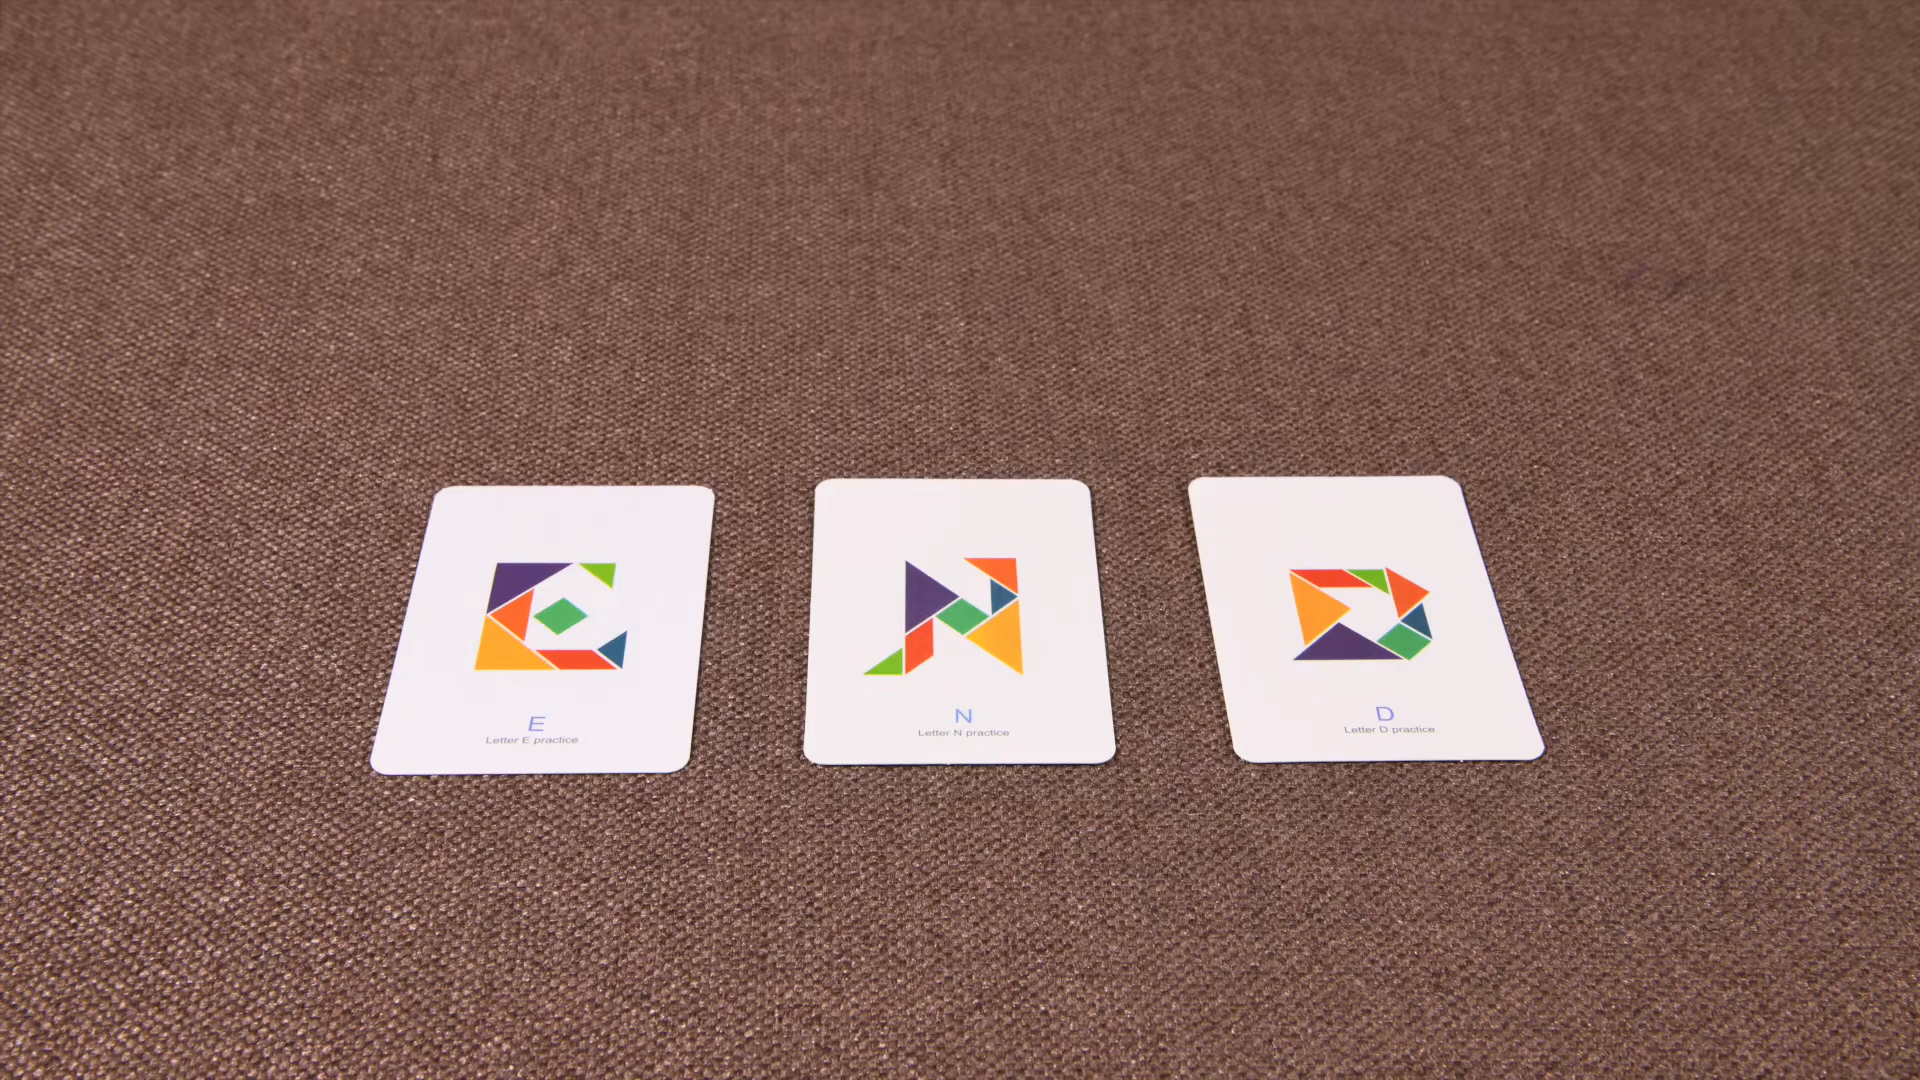 E
Letter E practice
N
Letter N practice
D
Letter D practice